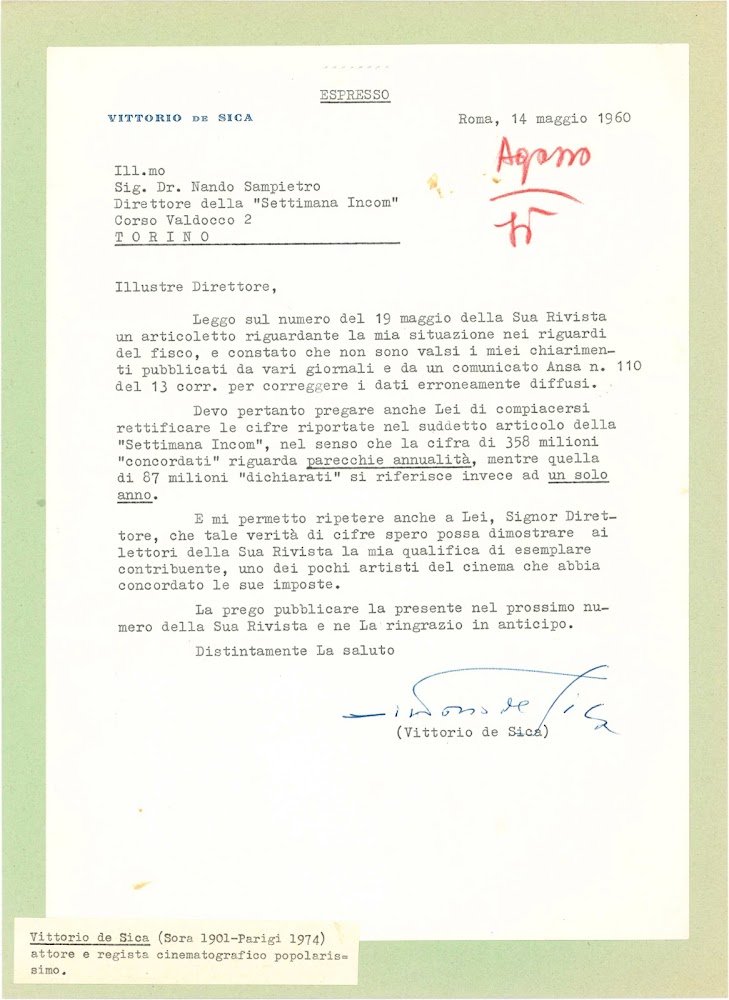 ESPRESSO
VITTORIO DE SICA
Roma, 14 maggio 1960
Ill.mo
Sig. Dr. Nando Sampietro
Direttore della "Settimana Incom"
Corso Valdocco 2
T O R I N O
Illustre Direttore,
Leggo sul numero del 19 maggio della Sua Rivista
un articoletto riguardante la mia situazione nei riguardi
del fisco, e constato che non sono valsi i miei chiarimen-
ti pubblicati da vari giornali e da un comunicato Ansa n. 110
del 13 corr. per correggere i dati erroneamente diffusi.
Devo pertanto pregare anche Lei di compiacersi
rettificare le cifre riportate nel suddetto articolo della
"Settimana Incom", nel senso che la cifra di 358 milioni
"concordati" riguarda parecchie annualità, mentre quella
di 87 milioni "dichiarati" si riferisce invece ad un solo
anno.
E mi permetto ripetere anche a Lei, Signor Diret-
tore, che tale verità di cifre spero possa dimostrare ai
lettori della Sua Rivista la mia qualifica di esemplare
contribuente, uno dei pochi artisti del cinema che abbia
concordato le sue imposte.
La prego pubblicare la presente nel prossimo nu-
mero della Sua Rivista e ne La ringrazio in anticipo.
Distintamente La saluto
Vittorio de Sica
(Vittorio de Sica)
Vittorio de Sica (Sora 1901-Parigi 1974)
attore e regista cinematografico popolaris=
simo.